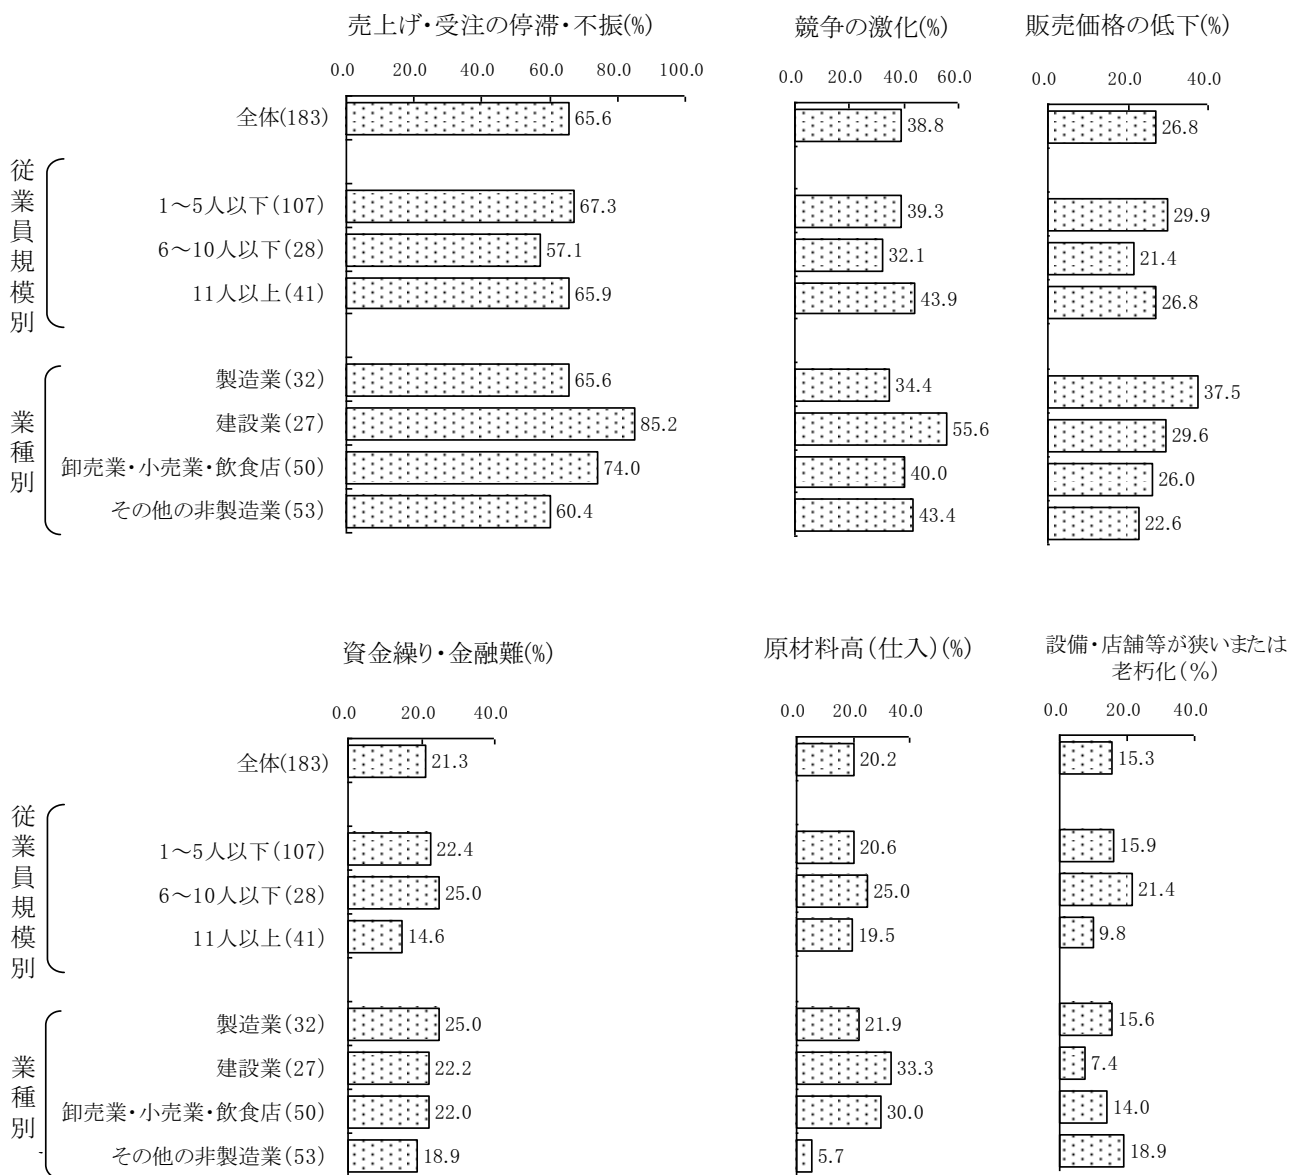 売上げ・受注の停滞・不振(%)
競争の激化(%)
販売価格の低下(%)
0.0 20.0 40.0 60.0 80.0 100.0
0.0 20.0 40.0 60.0
0.0 20.0 40.0
全体(183) 65.6 38.8 26.8
従業員規模別
1～5人以下(107) 67.3 39.3 29.9
6～10人以下(28) 57.1 32.1 21.4
11人以上(41) 65.9 43.9 26.8
業種別
製造業(32) 65.6 34.4 37.5
建設業(27) 85.2 55.6 29.6
卸売業・小売業・飲食店(50) 74.0 40.0 26.0
その他の非製造業(53) 60.4 43.4 22.6
資金繰り・金融難(%)
原材料高(仕入)(%)
設備・店舗等が狭いまたは
老朽化(%)
0.0 20.0 40.0
0.0 20.0 40.0
0.0 20.0 40.0
全体(183) 21.3 20.2 15.3
従業員規模別
1～5人以下(107) 22.4 20.6 15.9
6～10人以下(28) 25.0 25.0 21.4
11人以上(41) 14.6 19.5 9.8
業種別
製造業(32) 25.0 21.9 15.6
建設業(27) 22.2 33.3 7.4
卸売業・小売業・飲食店(50) 22.0 30.0 14.0
その他の非製造業(53) 18.9 5.7 18.9